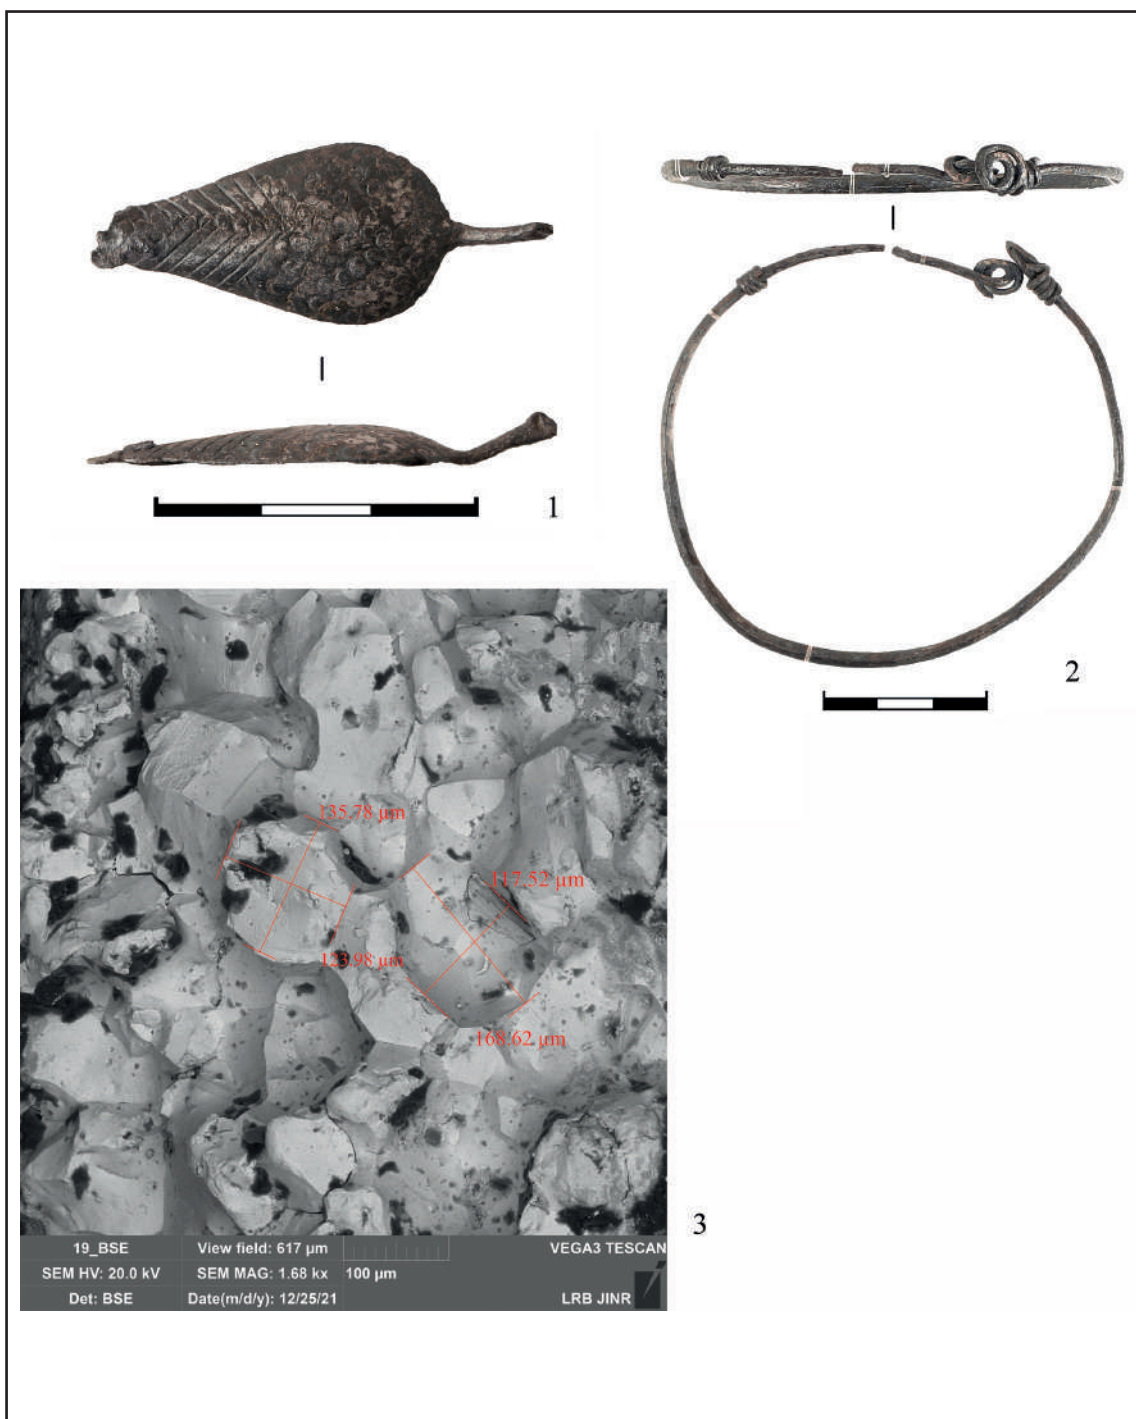 1
2
135.78 µm
117.52 µm
123.98 µm
168.62 µm
3
19_BSE
View field: 617 µm
VEGA3 TESCAN
SEM HV: 20.0 kV
SEM MAG: 1.68 kx
100 µm
Det: BSE
Date(m/d/y): 12/25/21
LRB JINR